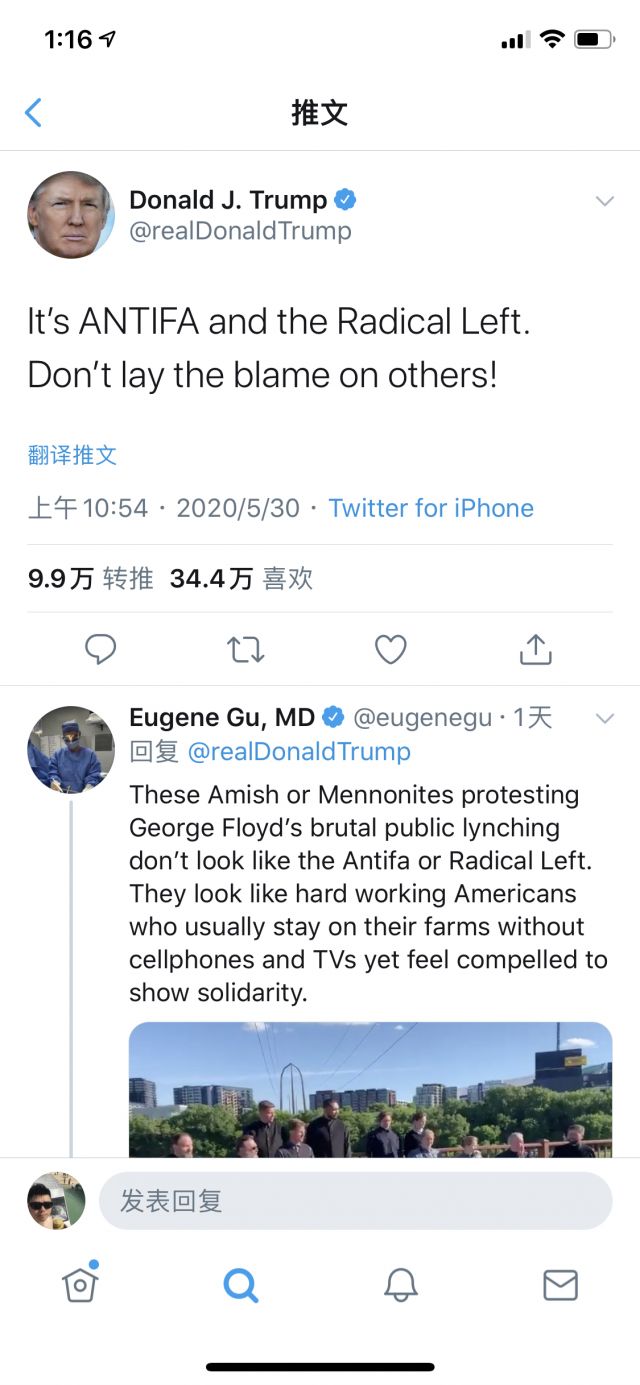 1:16
推文
Donald J. Trump
@realDonaldTrump
It's ANTIFA and the Radical Left.
Don't lay the blame on others!
翻译推文
上午 10:54 · 2020/5/30 · Twitter for iPhone
9.9万 转推 34.4万 喜欢
Eugene Gu, MD @eugenegu · 1天
回复 @realDonaldTrump
These Amish or Mennonites protesting
George Floyd's brutal public lynching
don't look like the Antifa or Radical Left.
They look like hard working Americans
who usually stay on their farms without
cellphones and TVs yet feel compelled to
show solidarity.
发表回复